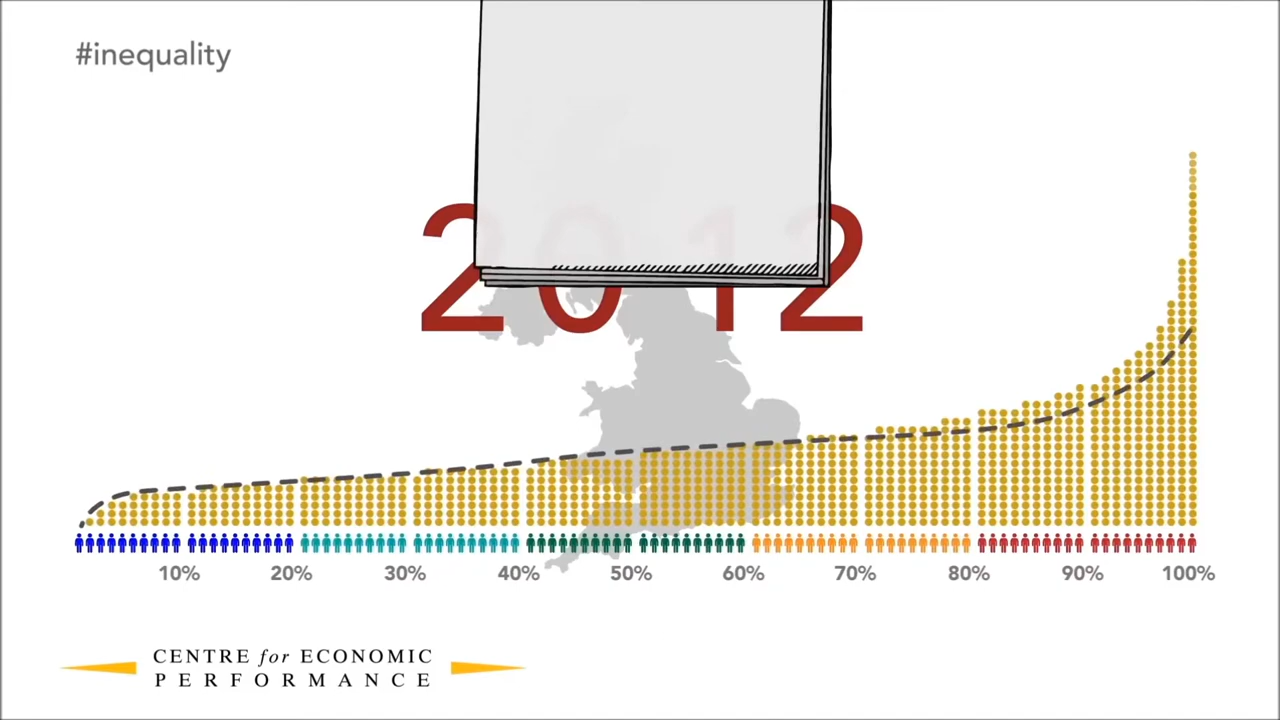 #inequality
2012
10% 20% 30% 40% 50% 60% 70% 80% 90% 100%
CENTRE for ECONOMIC
PERFORMANCE